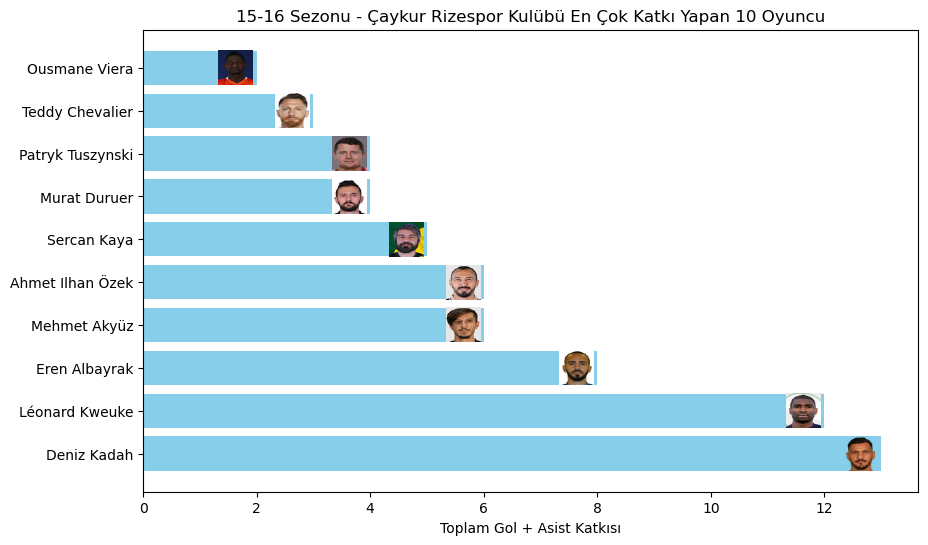 15-16 Sezonu - Çaykur Rizespor Kulübü En Çok Katkı Yapan 10 Oyuncu
Ousmane Viera
Teddy Chevalier
Patryk Tuszynski
Murat Duruer
Sercan Kaya
Ahmet Ilhan Özek
Mehmet Akyüz
Eren Albayrak
Léonard Kweuke
Deniz Kadah
0 2 4 6 8 10 12
Toplam Gol + Asist Katkısı